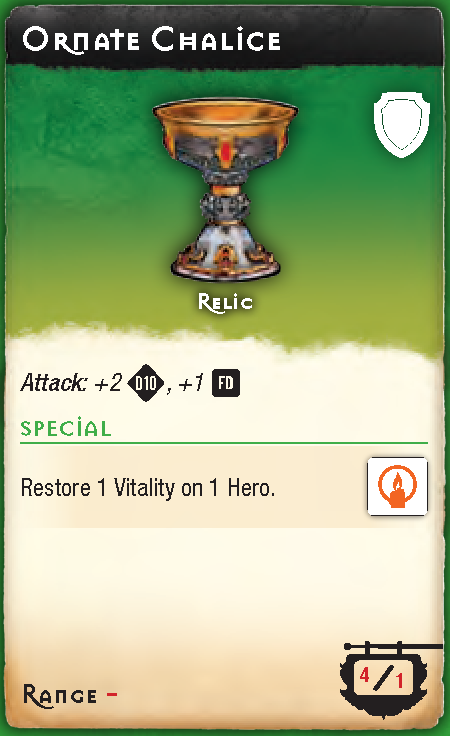 Ornate Chalice
Relic
Attack: +2 D10, +1 FD
SPECIAL
Restore 1 Vitality on 1 Hero.
Range -
4/1